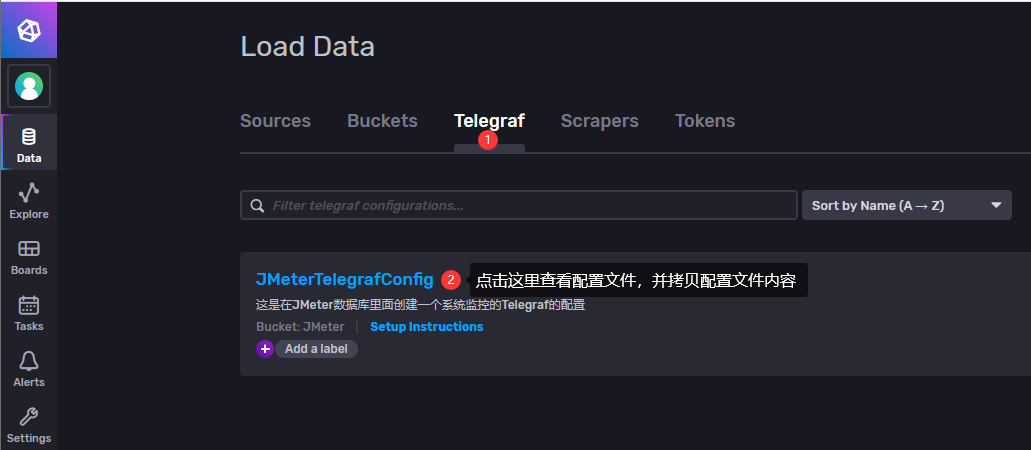 Load Data
Data
Explore
Boards
Tasks
Alerts
Settings
Sources Buckets Telegraf Scrapers Tokens
1
Filter telegraf configurations...
Sort by Name (A → Z)
JMeterTelegrafConfig 2 点击这里查看配置文件，并拷贝配置文件内容
这是在JMeter数据库里面创建一个系统监控的Telegraf的配置
Bucket: JMeter | Setup Instructions
+ Add a label